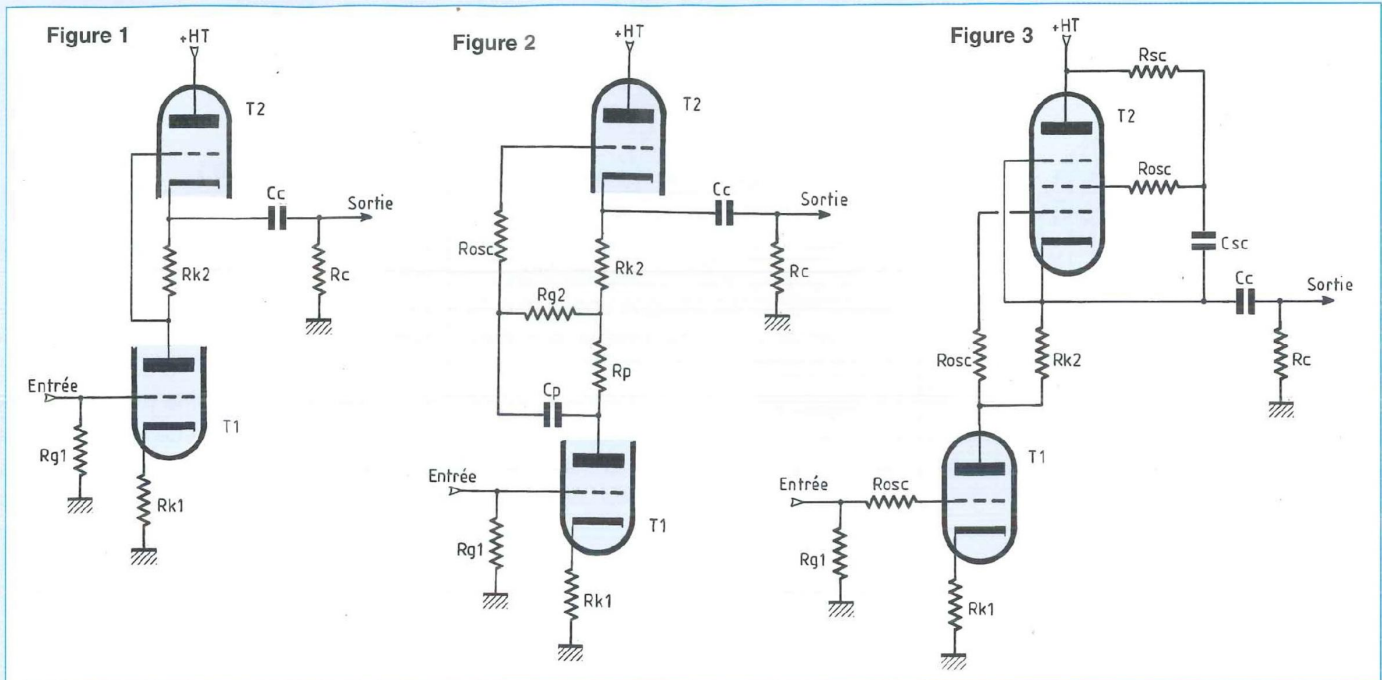 Figure 1
+HT
T2
Cc
Sortie
Rk2
Rc
Entrée
T1
Rg1
Rk1
Figure 2
+HT
T2
Cc
Sortie
Rosc
Rk2
Rc
Rg2
Rp
Cp
Entrée
T1
Rg1
Rk1
Figure 3
+HT
Rsc
T2
Rosc
Csc
Cc
Sortie
Rosc
Rk2
Rc
T1
Entrée
Rosc
Rg1
Rk1